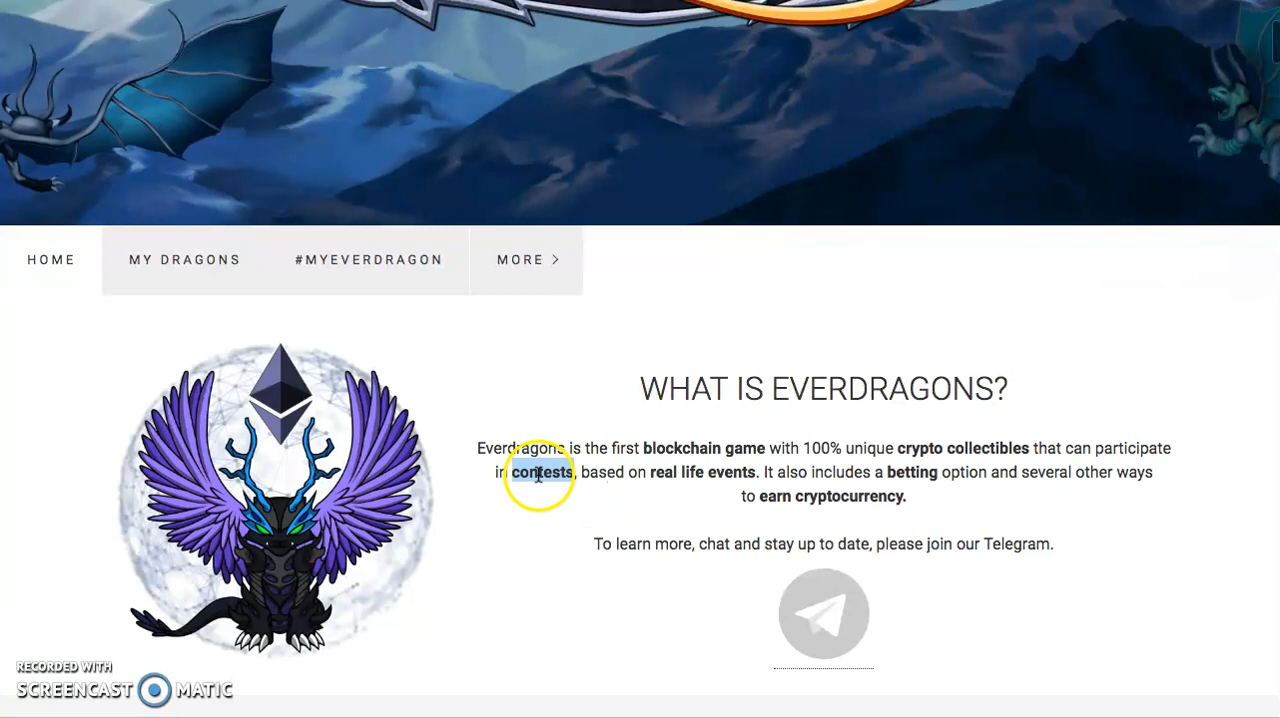 HOME
MY DRAGONS
#MYEVERDRAGON
MORE >
WHAT IS EVERDRAGONS?
Everdragons is the first blockchain game with 100% unique crypto collectibles that can participate
in contests, based on real life events. It also includes a betting option and several other ways
to earn cryptocurrency.
To learn more, chat and stay up to date, please join our Telegram.
RECORDED WITH
SCREENCAST MATIC